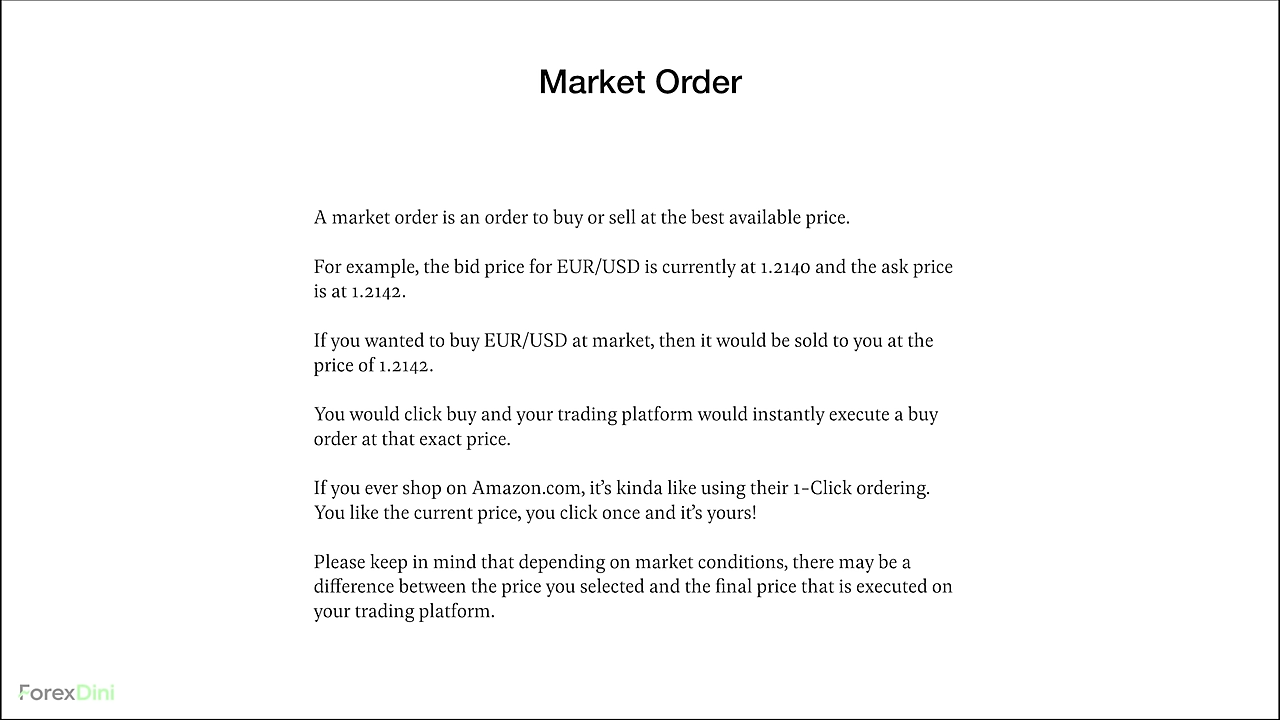 Market Order
A market order is an order to buy or sell at the best available price.
For example, the bid price for EUR/USD is currently at 1.2140 and the ask price
is at 1.2142.
If you wanted to buy EUR/USD at market, then it would be sold to you at the
price of 1.2142.
You would click buy and your trading platform would instantly execute a buy
order at that exact price.
If you ever shop on Amazon.com, it’s kinda like using their 1-Click ordering.
You like the current price, you click once and it’s yours!
Please keep in mind that depending on market conditions, there may be a
difference between the price you selected and the final price that is executed on
your trading platform.
ForexDini